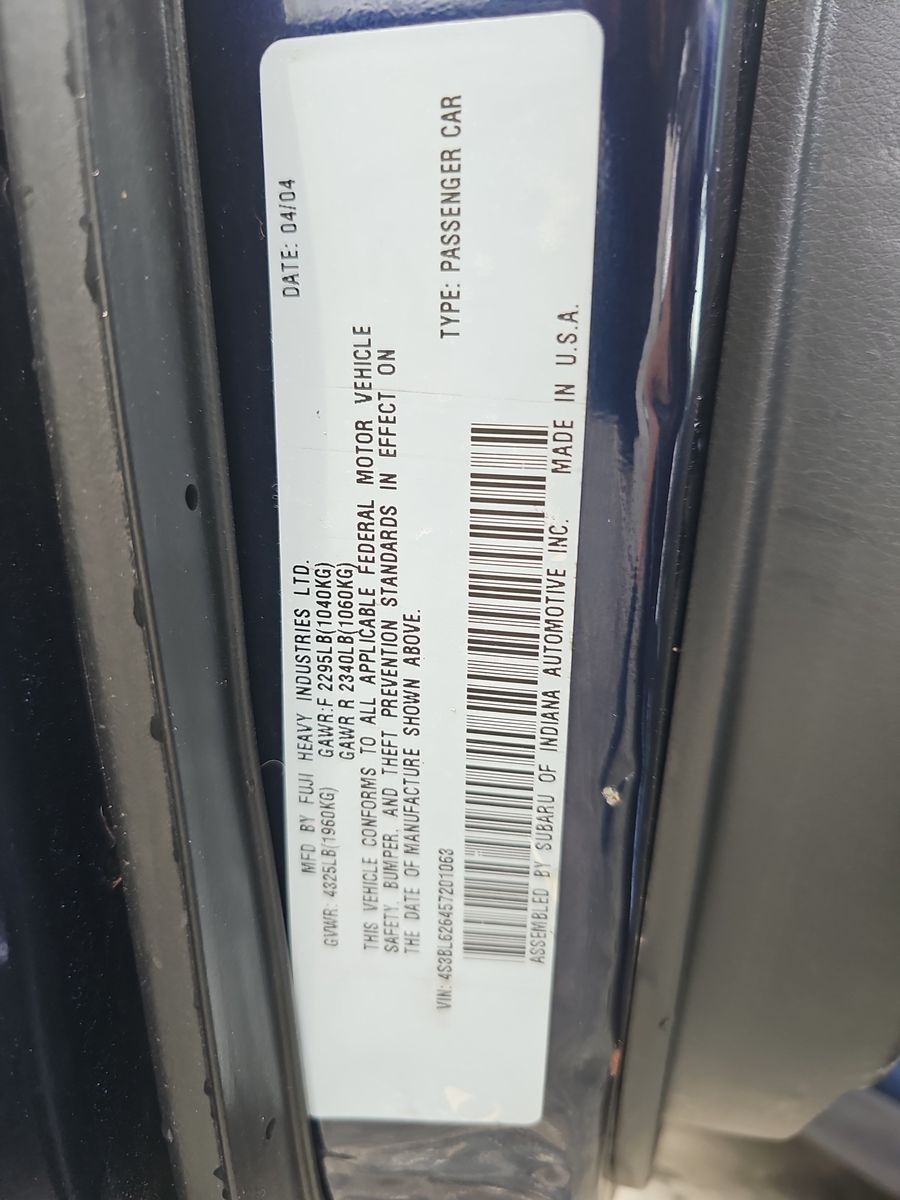 MFD BY FUJI HEAVY INDUSTRIES LTD. DATE: 04/04
GVWR: 4325LB(1960KG) GAWR:F 2295LB(1040KG)
GAWR R 2340LB(1060KG)
THIS VEHICLE CONFORMS TO ALL APPLICABLE FEDERAL MOTOR VEHICLE
SAFETY, BUMPER, AND THEFT PREVENTION STANDARDS IN EFFECT ON
THE DATE OF MANUFACTURE SHOWN ABOVE.
VIN: 4S3BL626457201063 TYPE: PASSENGER CAR
ASSEMBLED BY SUBARU OF INDIANA AUTOMOTIVE INC. MADE IN U.S.A.